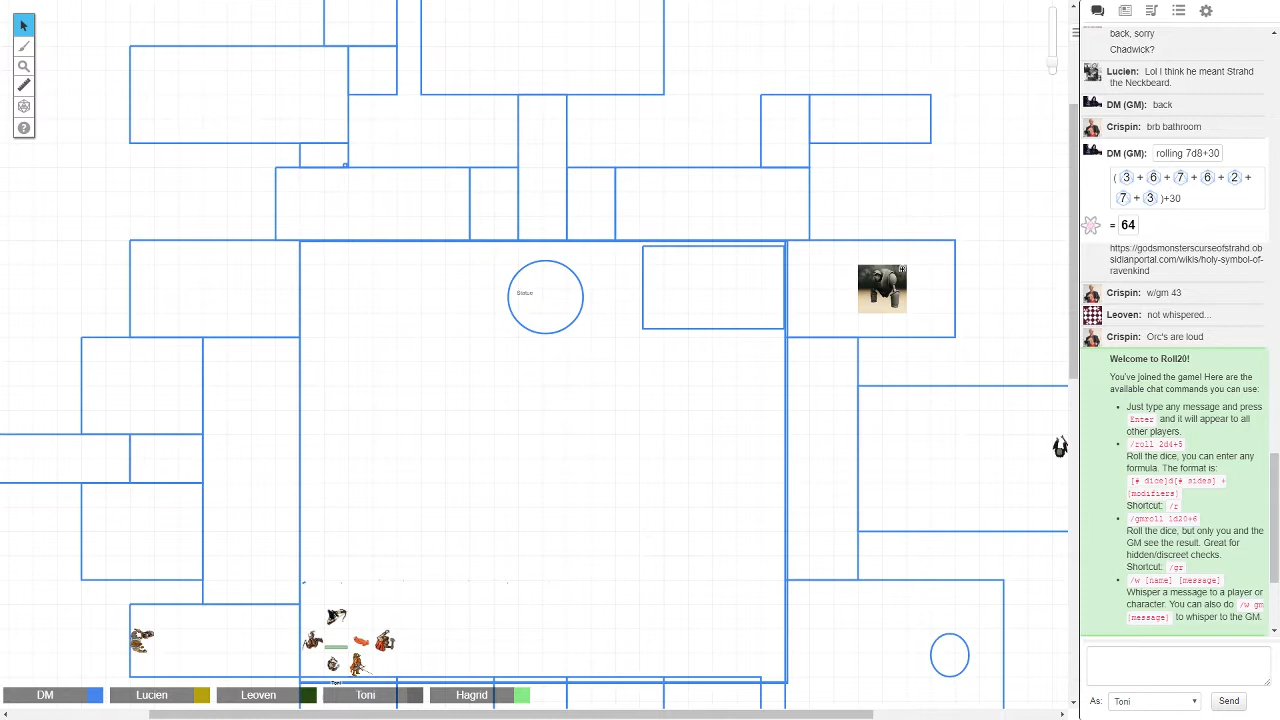 back, sorry
Chadwick?
Lucien: Lol I think he meant Strahd
the Neckbeard.
DM (GM): back
Crispin: brb bathroom
DM (GM): rolling 7d8+30
( 3 + 6 + 7 + 6 + 2 +
7 + 3 )+30
= 64
https://godsmonsterscurseofstrahd.ob
sidianportal.com/wikis/holy-symbol-of-
ravenkind
Crispin: w/gm 43
Leoven: not whispered...
Crispin: Orc's are loud
Welcome to Roll20!
You've joined the game! Here are the
available chat commands you can use:
• Just type any message and press
Enter and it will appear to all
other players.
• /roll 2d4+5
Roll the dice, you can enter any
formula. The format is:
[# dice]d[# sides] +
[modifiers]
Shortcut: /r
• /gmroll 1d20+6
Roll the dice, but only you and the
GM see the result. Great for
hidden/discreet checks.
Shortcut: /gr
• /w [name] [message]
Whisper a message to a player or
character. You can also do /w gm
[message] to whisper to the GM.
As: Toni Send
Statue
Toni
DM Lucien Leoven Toni Hagrid